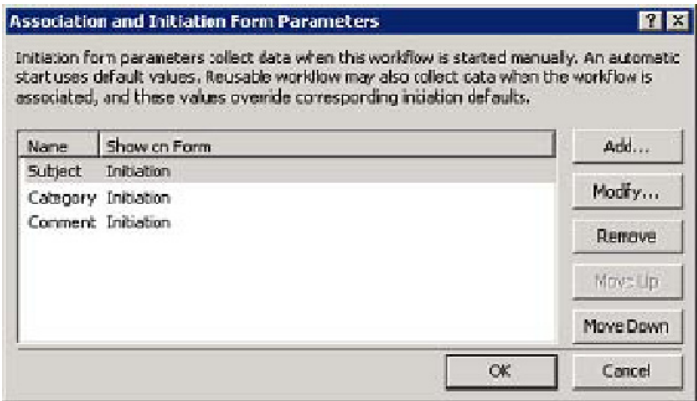 Association and Initiation Form Parameters
Initiation form parameters collect data when this workflow is started manually. An automatic
start uses default values. Reusable workflow may also collect data when the workflow is
associated, and these values override corresponding initiation defaults.
Name Show on Form
Subject Initiation
Category Initiation
Comment Initiation
Add...
Modify...
Remove
Move Up
Move Down
OK Cancel